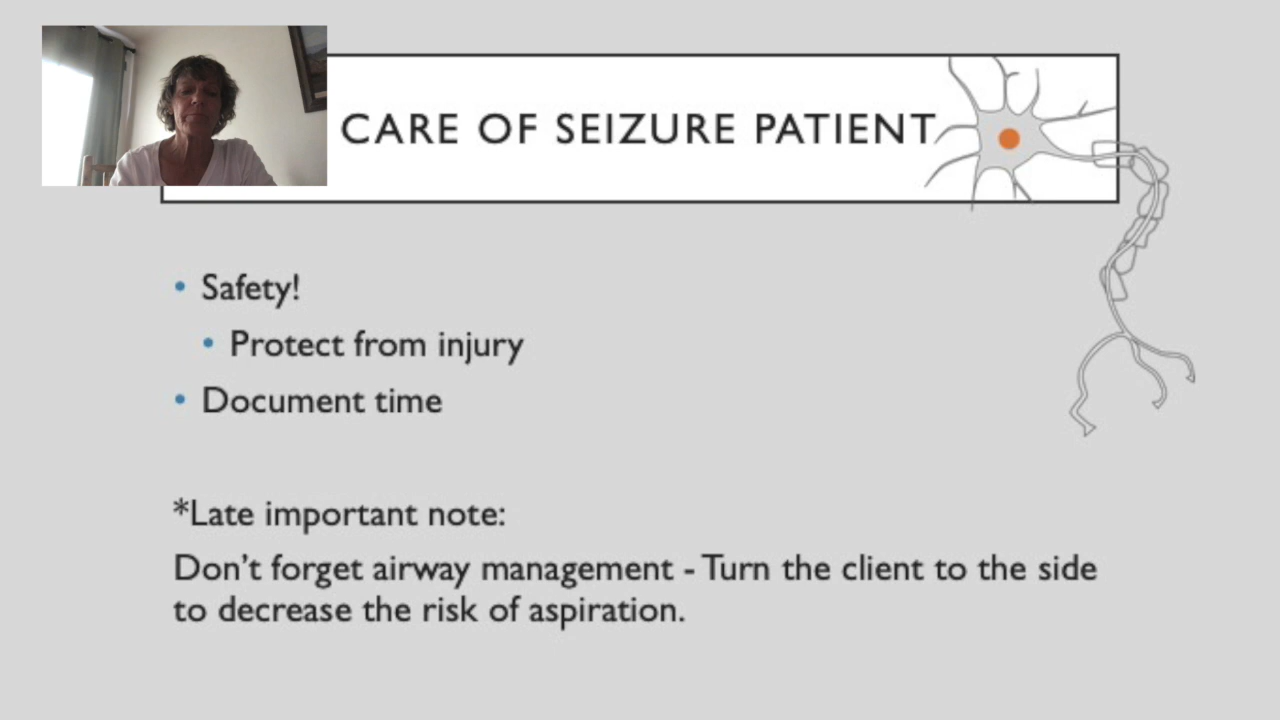 CARE OF SEIZURE PATIENT
• Safety!
• Protect from injury
• Document time
*Late important note:
Don't forget airway management - Turn the client to the side
to decrease the risk of aspiration.